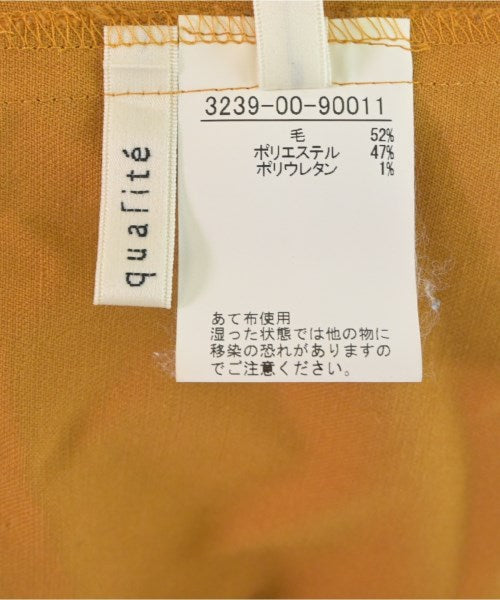 qualité
3239-00-90011
毛 52%
ポリエステル 47%
ポリウレタン 1%
あて布使用
湿った状態では他の物に
移染の恐れがありますの
でご注意ください。